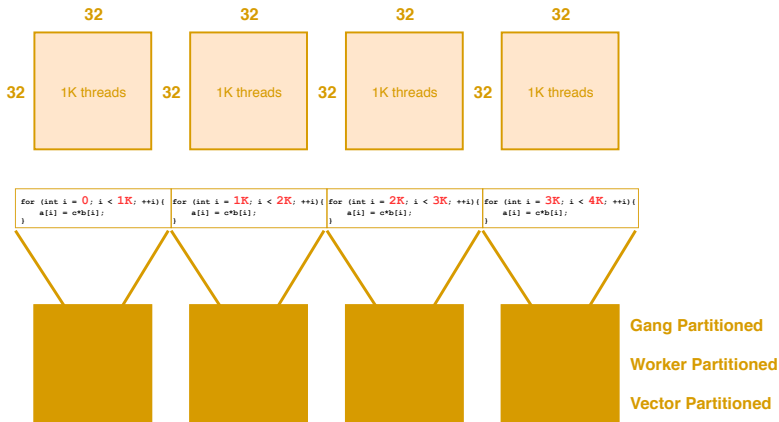 32 32 32 32
32 1K threads 32 1K threads 32 1K threads 32 1K threads
for (int i = 0; i < 1K; ++i){
a[i] = c*b[i];
}
for (int i = 1K; i < 2K; ++i){
a[i] = c*b[i];
}
for (int i = 2K; i < 3K; ++i){
a[i] = c*b[i];
}
for (int i = 3K; i < 4K; ++i){
a[i] = c*b[i];
}
Gang Partitioned
Worker Partitioned
Vector Partitioned